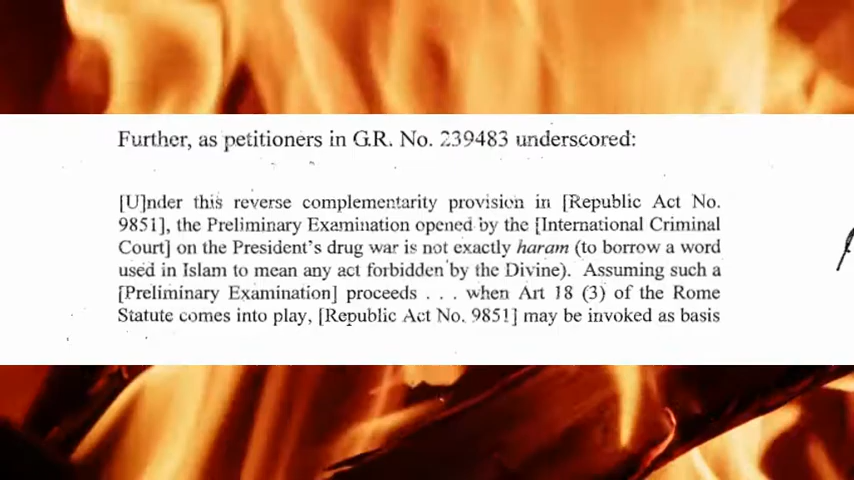 Further, as petitioners in G.R. No. 239483 underscored:
[U]nder this reverse complementarity provision in [Republic Act No.
9851], the Preliminary Examination opened by the [International Criminal
Court] on the President's drug war is not exactly haram (to borrow a word
used in Islam to mean any act forbidden by the Divine). Assuming such a
[Preliminary Examination] proceeds . . . when Art 18 (3) of the Rome
Statute comes into play, [Republic Act No. 9851] may be invoked as basis